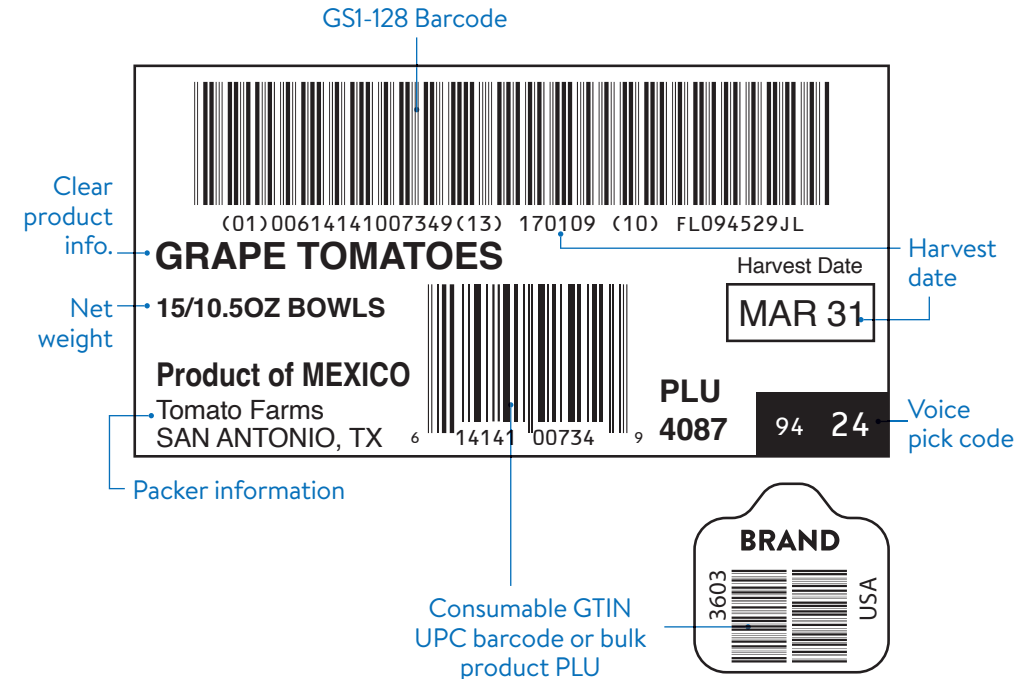 GS1-128 Barcode
(01)00614141007349(13) 170109 (10) FL094529JL
Clear
product
info.
GRAPE TOMATOES
Harvest Date
Harvest
date
MAR 31
Net
weight
15/10.5OZ BOWLS
Product of MEXICO
Tomato Farms
SAN ANTONIO, TX
6 14141 00734 9
PLU
4087
94 24
Voice
pick code
Packer information
BRAND
3603
USA
Consumable GTIN
UPC barcode or bulk
product PLU